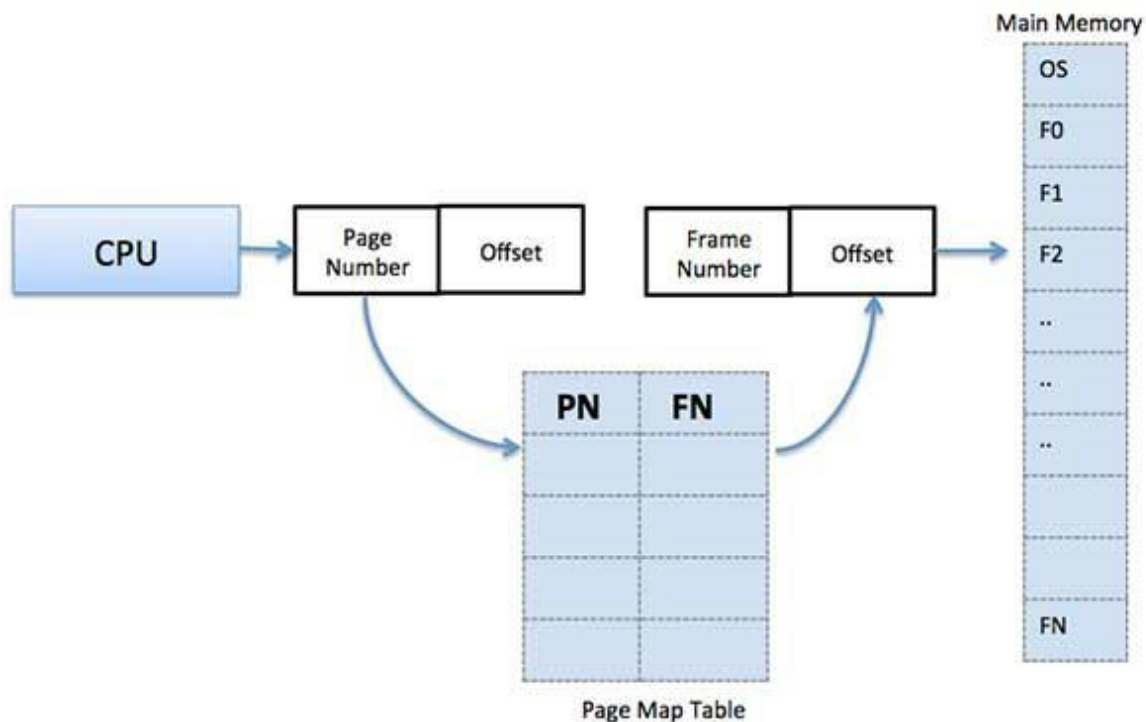 Main Memory
OS
F0
F1
F2
..
..
..
FN
CPU
Page
Number
Offset
Frame
Number
Offset
PN FN
Page Map Table